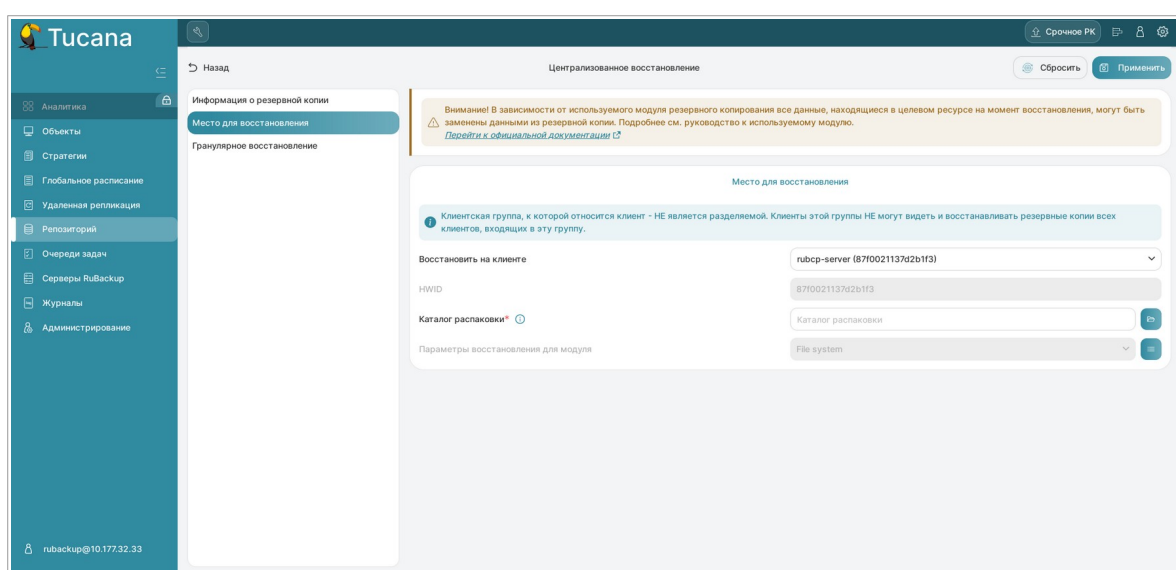 Tucana
Срочное РК
Назад
Централизованное восстановление
Сбросить
Применить
Аналитика
Объекты
Стратегии
Глобальное расписание
Удаленная репликация
Репозиторий
Очереди задач
Серверы RuBackup
Журналы
Администрирование
rubackup@10.177.32.33
Информация о резервной копии
Место для восстановления
Гранулярное восстановление
Внимание! В зависимости от используемого модуля резервного копирования все данные, находящиеся в целевом ресурсе на момент восстановления, могут быть
заменены данными из резервной копии. Подробнее см. руководство к используемому модулю.
Перейти к официальной документации
Место для восстановления
Клиентская группа, к которой относится клиент - НЕ является разделяемой. Клиенты этой группы НЕ могут видеть и восстанавливать резервные копии всех
клиентов, входящих в эту группу.
Восстановить на клиенте
rubcp-server (87f0021137d2b1f3)
HWID
87f0021137d2b1f3
Каталог распаковки*
Каталог распаковки
Параметры восстановления для модуля
File system